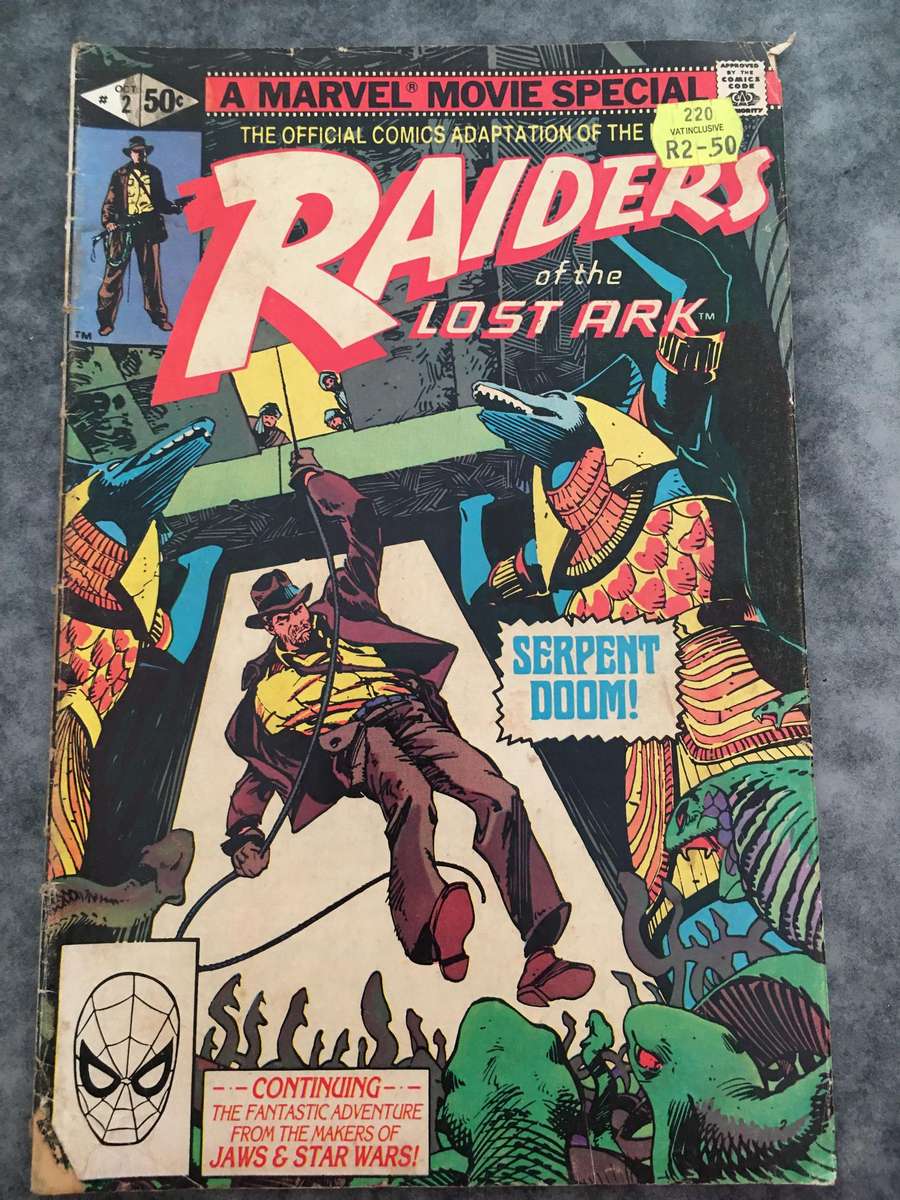 # 2 OCT 50¢
A MARVEL® MOVIE SPECIAL
APPROVED
BY THE
COMICS
CODE
AUTHORITY
THE OFFICIAL COMICS ADAPTATION OF THE
220
VAT INCLUSIVE
R2-50
RAIDERS
of the
LOST ARK™
TM
SERPENT
DOOM!
CONTINUING
THE FANTASTIC ADVENTURE
FROM THE MAKERS OF
JAWS & STAR WARS!